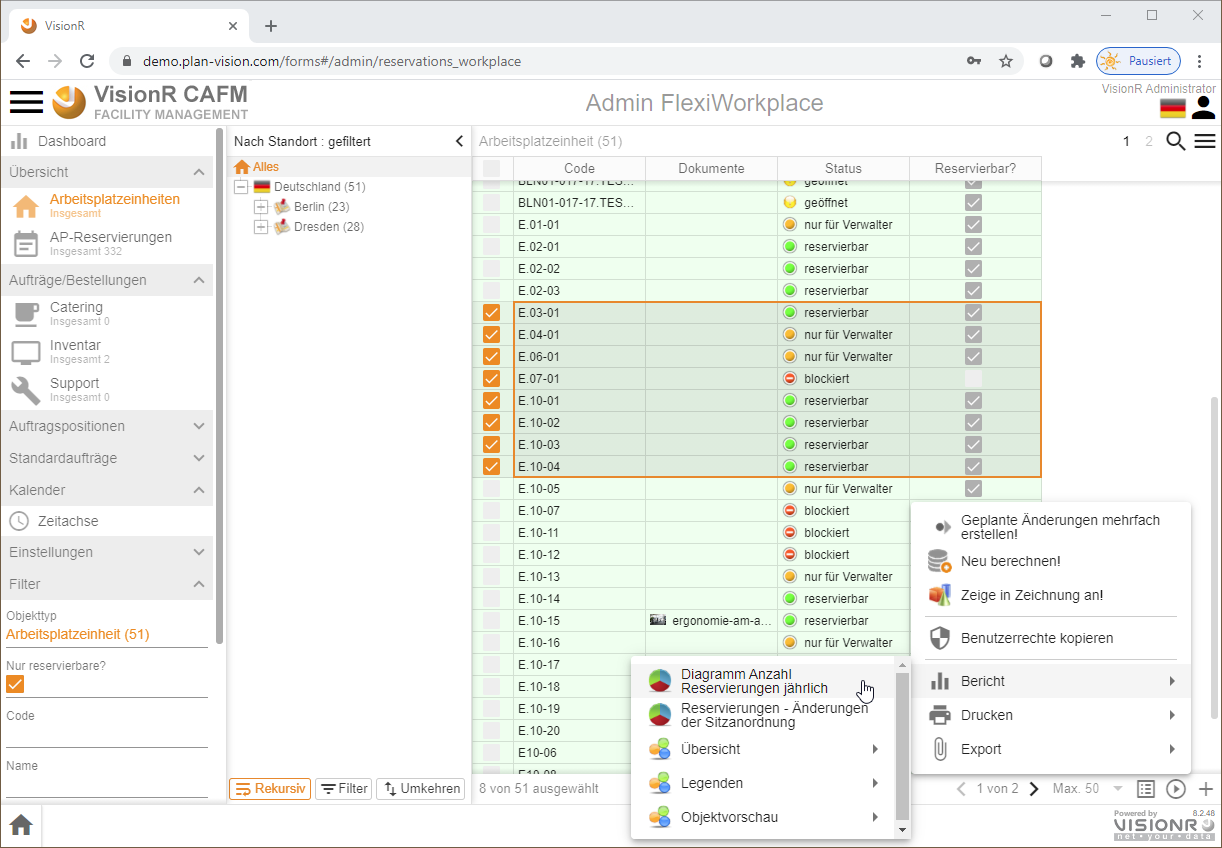 VisionR
demo.plan-vision.com/forms#/admin/reservations_workplace
Pausiert
VisionR CAFM
FACILITY MANAGEMENT
Admin FlexiWorkplace
VisionR Administrator
Dashboard
Übersicht
Arbeitsplatzeinheiten
Insgesamt
AP-Reservierungen
Insgesamt 332
Aufträge/Bestellungen
Catering
Insgesamt 0
Inventar
Insgesamt 2
Support
Insgesamt 0
Auftragspositionen
Standardaufträge
Kalender
Zeitachse
Einstellungen
Filter
Objekttyp
Arbeitsplatzeinheit (51)
Nur reservierbare?
Code
Name
Nach Standort : gefiltert
Alles
Deutschland (51)
Berlin (23)
Dresden (28)
Rekursiv Filter Umkehren
Arbeitsplatzeinheit (51) 1 2
Code Dokumente Status Reservierbar?
BLN01-017-17.TES... geöffnet
BLN01-017-17.TES... geöffnet
E.01-01 nur für Verwalter
E.02-01 reservierbar
E.02-02 reservierbar
E.02-03 reservierbar
E.03-01 reservierbar
E.04-01 nur für Verwalter
E.06-01 nur für Verwalter
E.07-01 blockiert
E.10-01 reservierbar
E.10-02 reservierbar
E.10-03 reservierbar
E.10-04 reservierbar
E.10-05 nur für Verwalter
E.10-07 blockiert
E.10-11 blockiert
E.10-12 blockiert
E.10-13 nur für Verwalter
E.10-14 reservierbar
E.10-15 ergonomie-am-a... reservierbar
E.10-16 nur für Verwalter
E.10-17
E.10-18
E.10-19
E.10-20
E10-06
E10-08
8 von 51 ausgewählt
Geplante Änderungen mehrfach
erstellen!
Neu berechnen!
Zeige in Zeichnung an!
Benutzerrechte kopieren
Bericht
Drucken
Export
Diagramm Anzahl
Reservierungen jährlich
Reservierungen - Änderungen
der Sitzanordnung
Übersicht
Legenden
Objektvorschau
1 von 2 Max. 50
Powered by 8.2.48
VISIONR
net·your·data